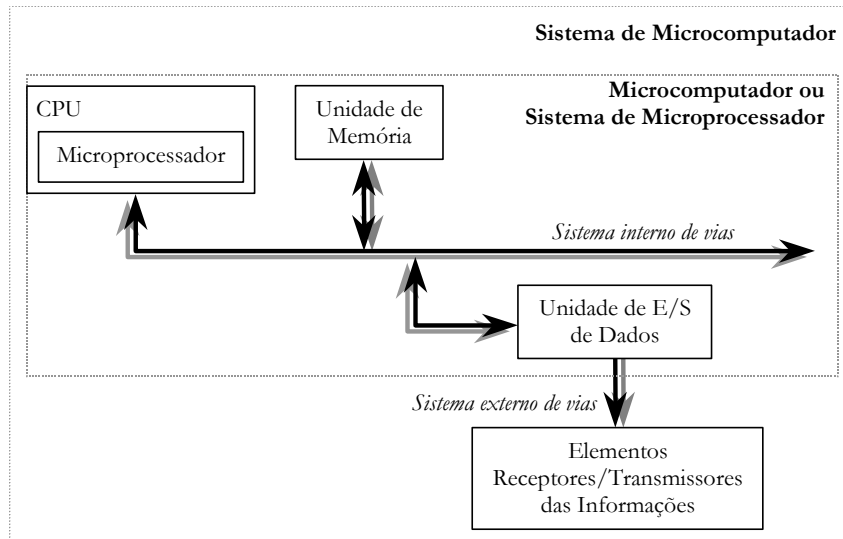 Sistema de Microcomputador
Microcomputador ou
Sistema de Microprocessador
CPU
Microprocessador
Unidade de
Memória
Sistema interno de vias
Unidade de E/S
de Dados
Sistema externo de vias
Elementos
Receptores/Transmissores
das Informações